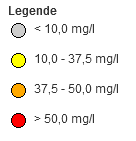 Legende
< 10,0 mg/l
10,0 - 37,5 mg/l
37,5 - 50,0 mg/l
> 50,0 mg/l